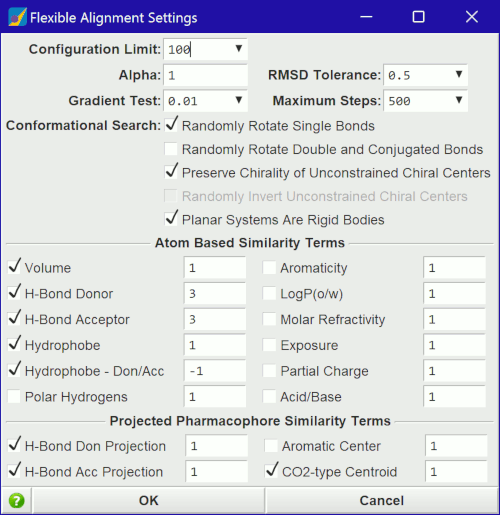 Flexible Alignment Settings
Configuration Limit: 100
Alpha: 1 RMSD Tolerance: 0.5
Gradient Test: 0.01 Maximum Steps: 500
Conformational Search: Randomly Rotate Single Bonds
Randomly Rotate Double and Conjugated Bonds
Preserve Chirality of Unconstrained Chiral Centers
Randomly Invert Unconstrained Chiral Centers
Planar Systems Are Rigid Bodies
Atom Based Similarity Terms
Volume 1 Aromaticity 1
H-Bond Donor 3 LogP(o/w) 1
H-Bond Acceptor 3 Molar Refractivity 1
Hydrophobe 1 Exposure 1
Hydrophobe - Don/Acc -1 Partial Charge 1
Polar Hydrogens 1 Acid/Base 1
Projected Pharmacophore Similarity Terms
H-Bond Don Projection 1 Aromatic Center 1
H-Bond Acc Projection 1 CO2-type Centroid 1
? OK Cancel